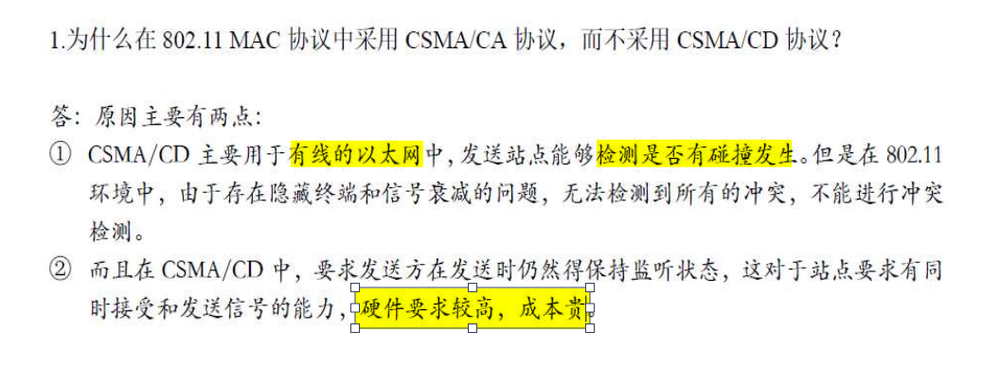 1.为什么在 802.11 MAC 协议中采用 CSMA/CA 协议，而不采用 CSMA/CD 协议？
答：原因主要有两点：
① CSMA/CD 主要用于有线的以太网中，发送站点能够检测是否有碰撞发生。但是在 802.11
环境中，由于存在隐藏终端和信号衰减的问题，无法检测到所有的冲突，不能进行冲突
检测。
② 而且在 CSMA/CD 中，要求发送方在发送时仍然得保持监听状态，这对于站点要求有同
时接受和发送信号的能力，硬件要求较高，成本贵。